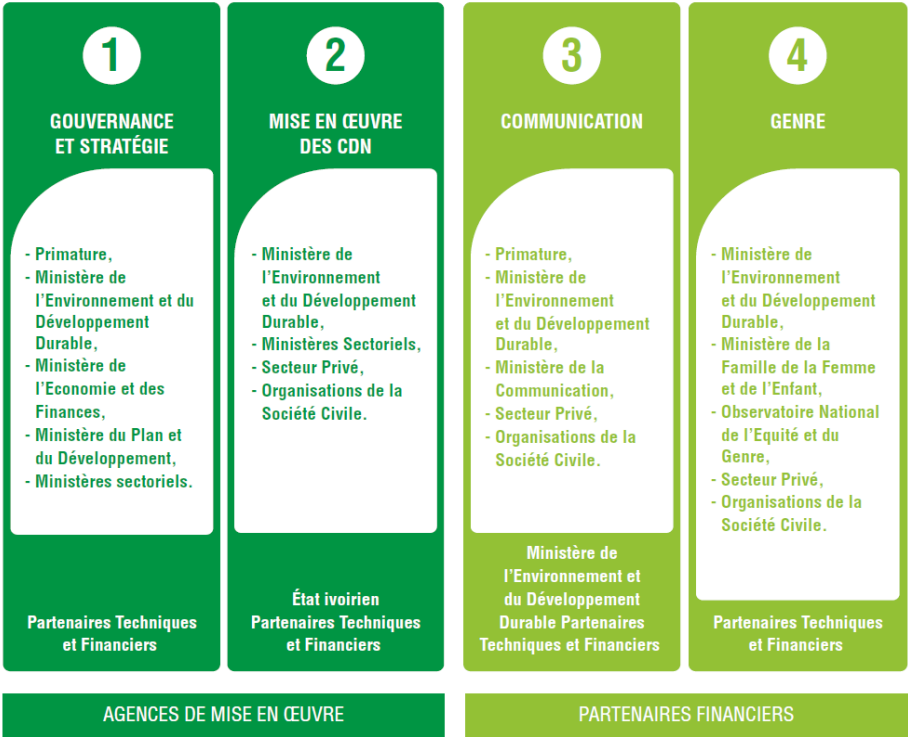 1
GOUVERNANCE
ET STRATÉGIE
- Primature,
- Ministère de
l'Environnement et du
Développement
Durable,
- Ministère de
l'Economie et des
Finances,
- Ministère du Plan et
du Développement,
- Ministères sectoriels.
Partenaires Techniques
et Financiers
2
MISE EN ŒUVRE
DES CDN
- Ministère de
l'Environnement
et du Développement
Durable,
- Ministères Sectoriels,
- Secteur Privé,
- Organisations de la
Société Civile.
État ivoirien
Partenaires Techniques
et Financiers
3
COMMUNICATION
- Primature,
- Ministère de
l'Environnement
et du Développement
Durable,
- Ministère de la
Communication,
- Secteur Privé,
- Organisations de la
Société Civile.
Ministère de
l'Environnement et
du Développement
Durable Partenaires
Techniques et Financiers
4
GENRE
- Ministère de
l'Environnement
et du Développement
Durable,
- Ministère de la
Famille de la Femme
et de l'Enfant,
- Observatoire National
de l'Equité et du
Genre,
- Secteur Privé,
- Organisations de la
Société Civile.
Partenaires Techniques
et Financiers
AGENCES DE MISE EN ŒUVRE
PARTENAIRES FINANCIERS